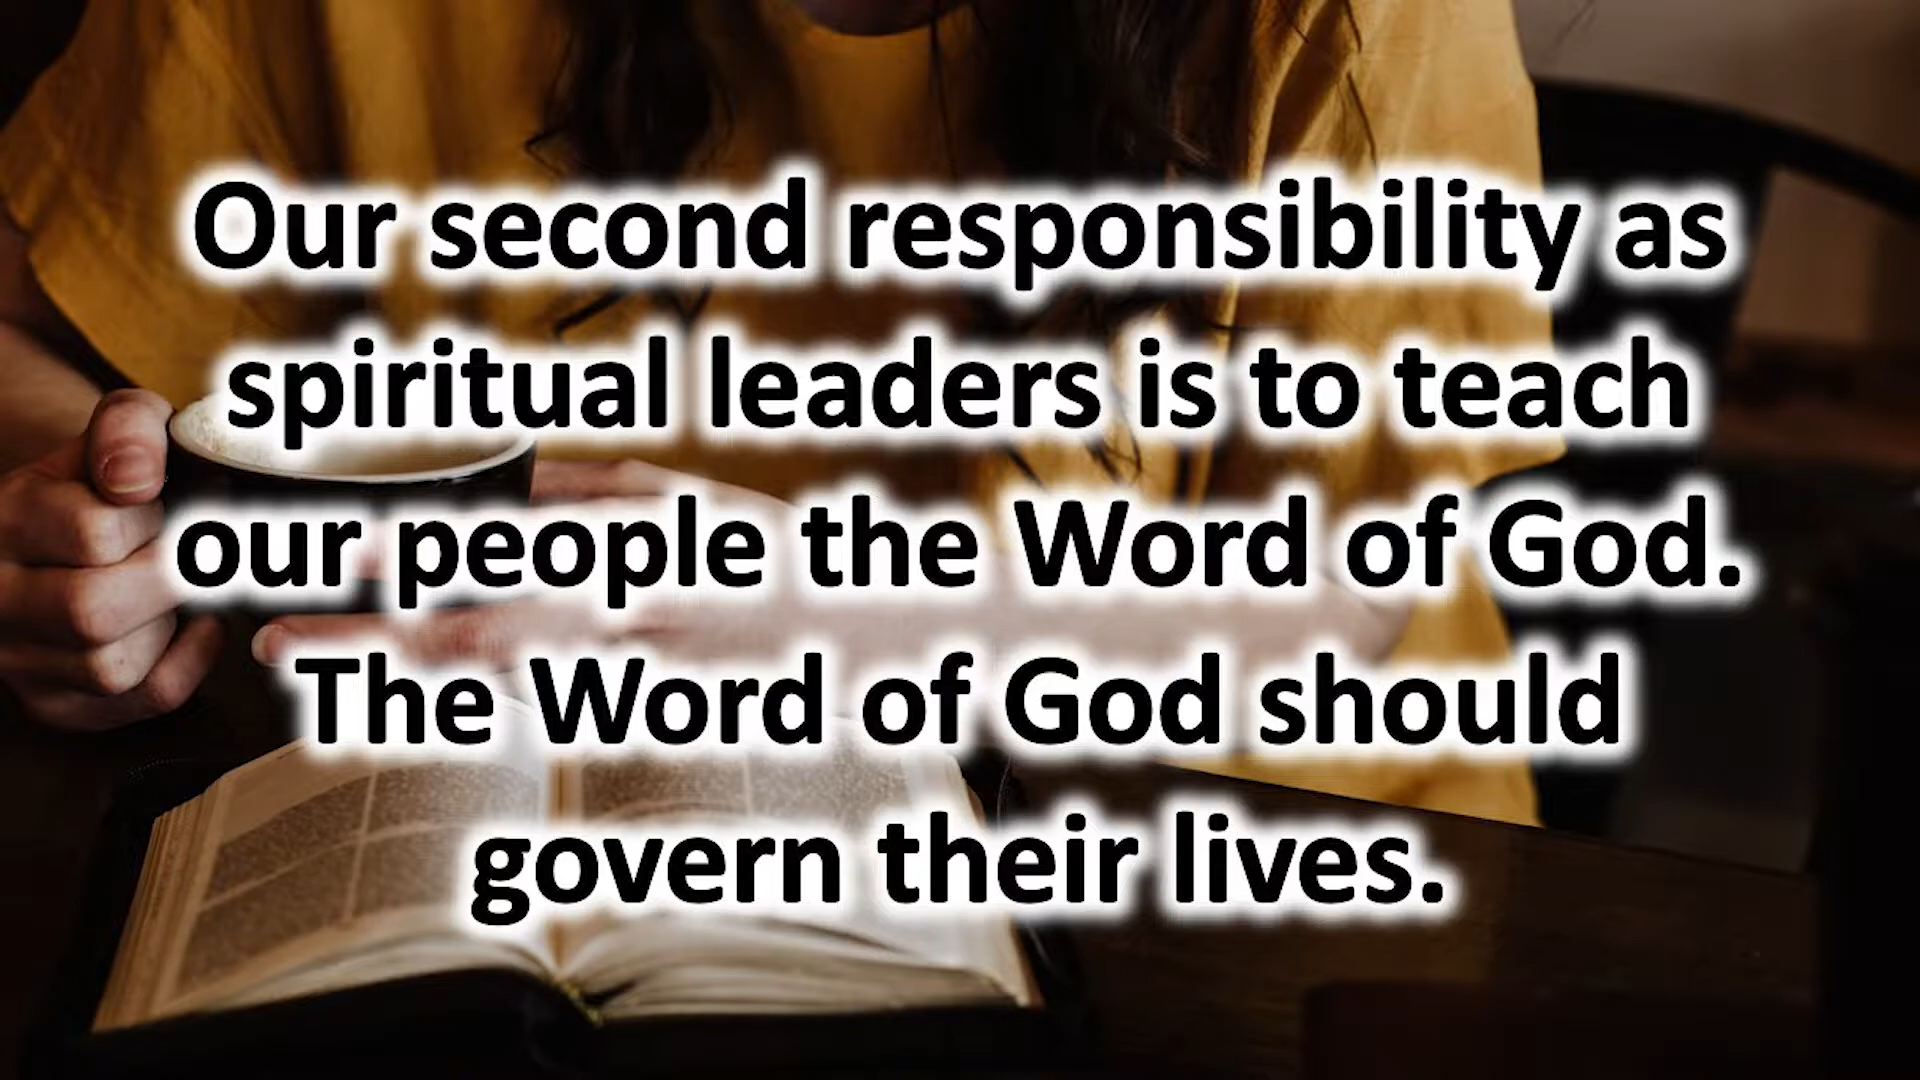 Our second responsibility as
spiritual leaders is to teach
our people the Word of God.
The Word of God should
govern their lives.